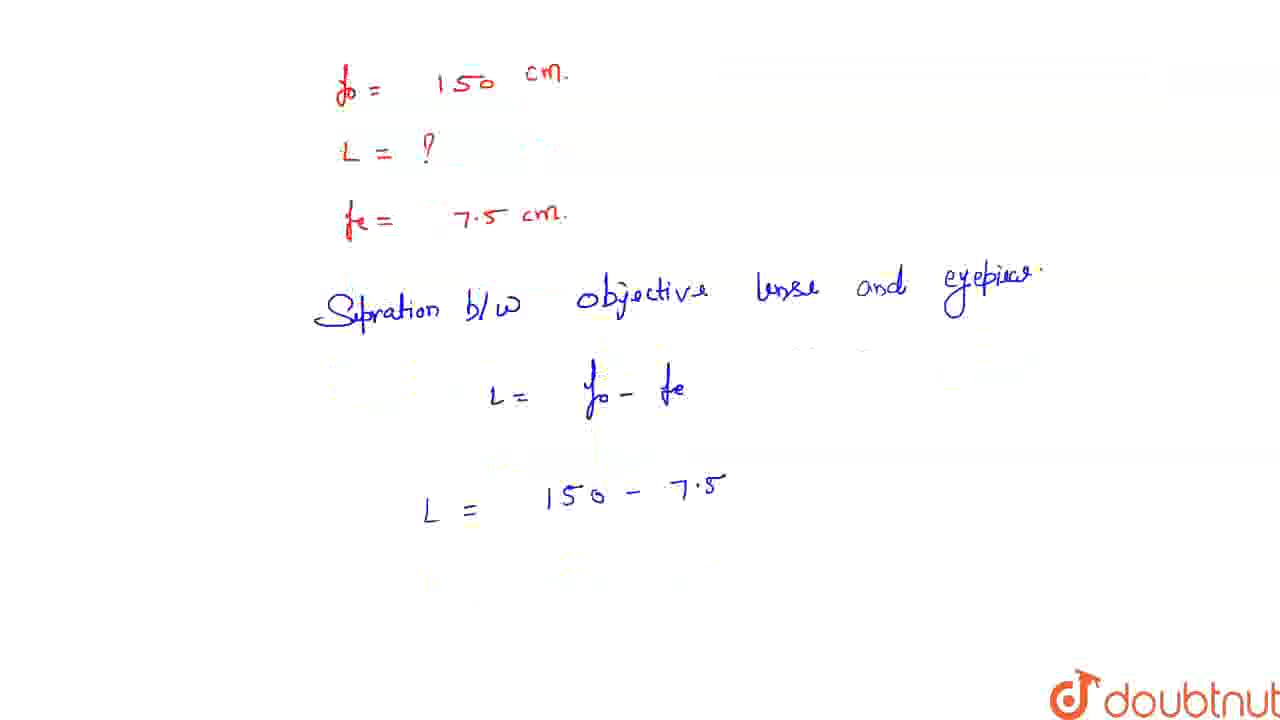 fo = 150 cm.
L = ?
fe = 7.5 cm.
Sepration b/w objective lense and eyepiece.
L = fo - fe
L = 150 - 7.5
doubtnut